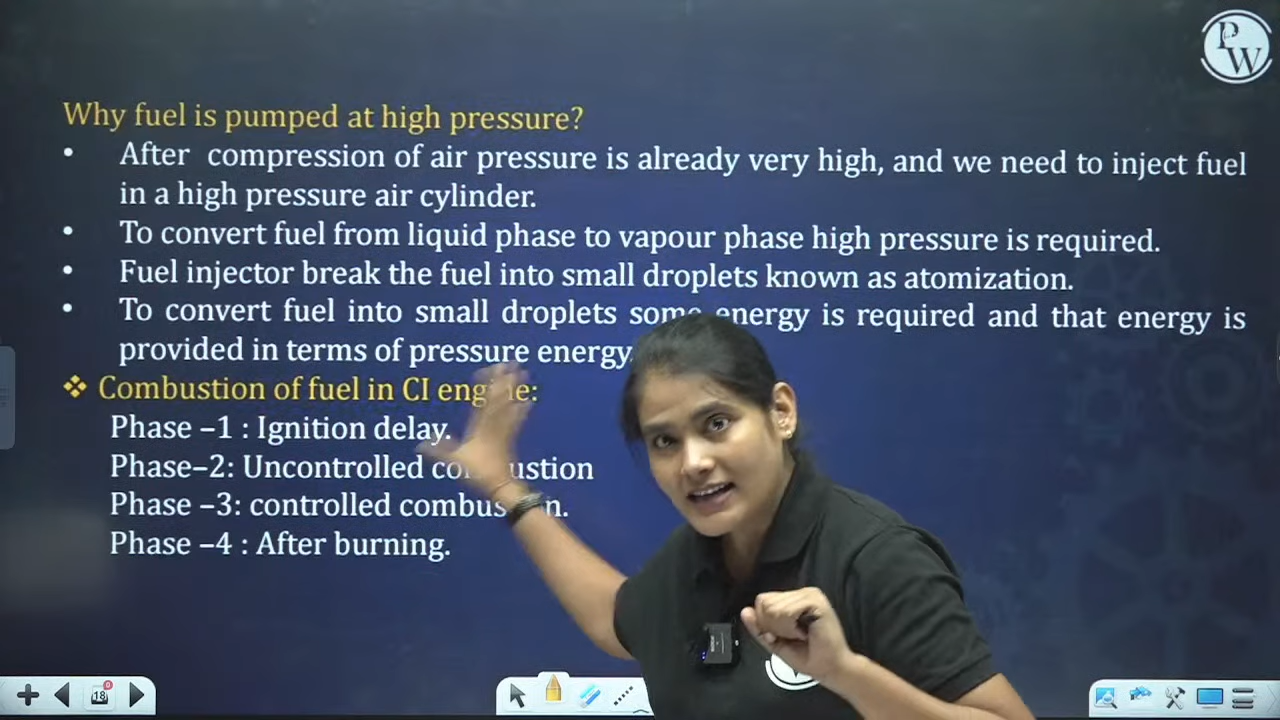 PW
Why fuel is pumped at high pressure?
• After compression of air pressure is already very high, and we need to inject fuel
in a high pressure air cylinder.
• To convert fuel from liquid phase to vapour phase high pressure is required.
• Fuel injector break the fuel into small droplets known as atomization.
• To convert fuel into small droplets some energy is required and that energy is
provided in terms of pressure energy
❖ Combustion of fuel in CI engine:
Phase –1 : Ignition delay.
Phase–2: Uncontrolled combustion
Phase –3: controlled combustion.
Phase –4 : After burning.
18